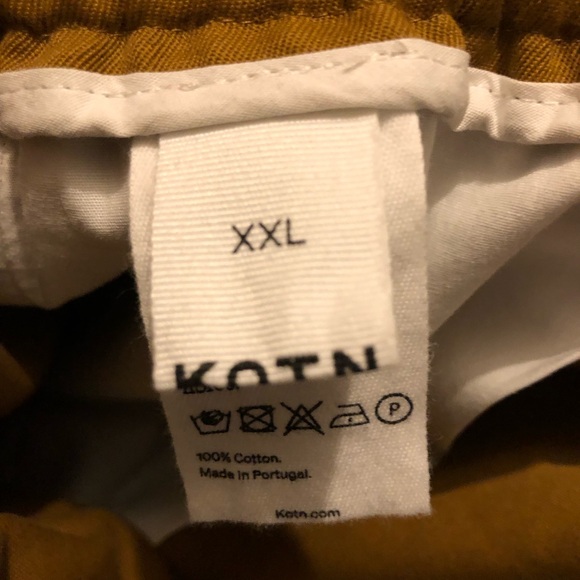 XXL
KOTN
P
100% Cotton.
Made in Portugal.
Kotn.com